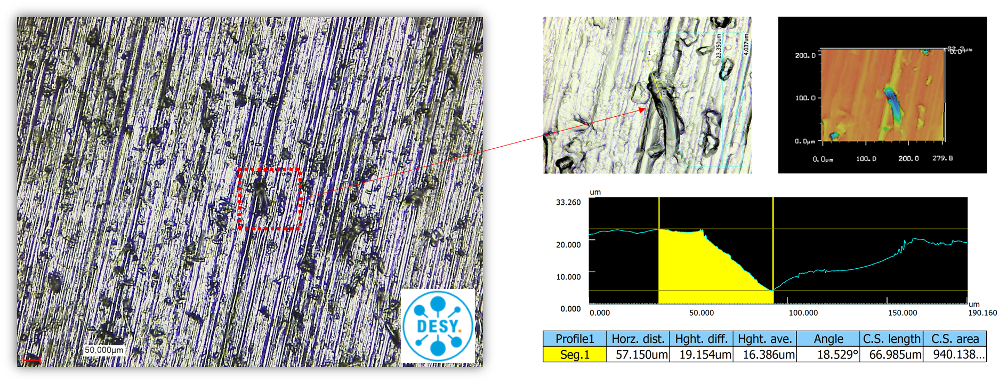 50,000µm
DESY.
1
1
23.350um
4.037um
200.0
100.0
0.0µm
0.0µm
100.0
200.0
279.8
um
33.260
20.000
10.000
0.000
0.000
50.000
100.000
150.000
um
190.160
Profile1 Horz. dist. Hght. diff. Hght. ave. Angle C.S. length C.S. area
Seg.1 57.150um 19.154um 16.386um 18.529° 66.985um 940.138...